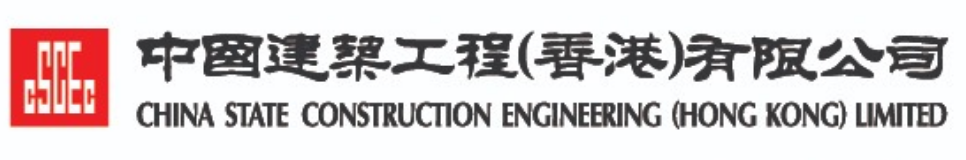 CSCEC
中國建築工程(香港)有限公司
CHINA STATE CONSTRUCTION ENGINEERING (HONG KONG) LIMITED